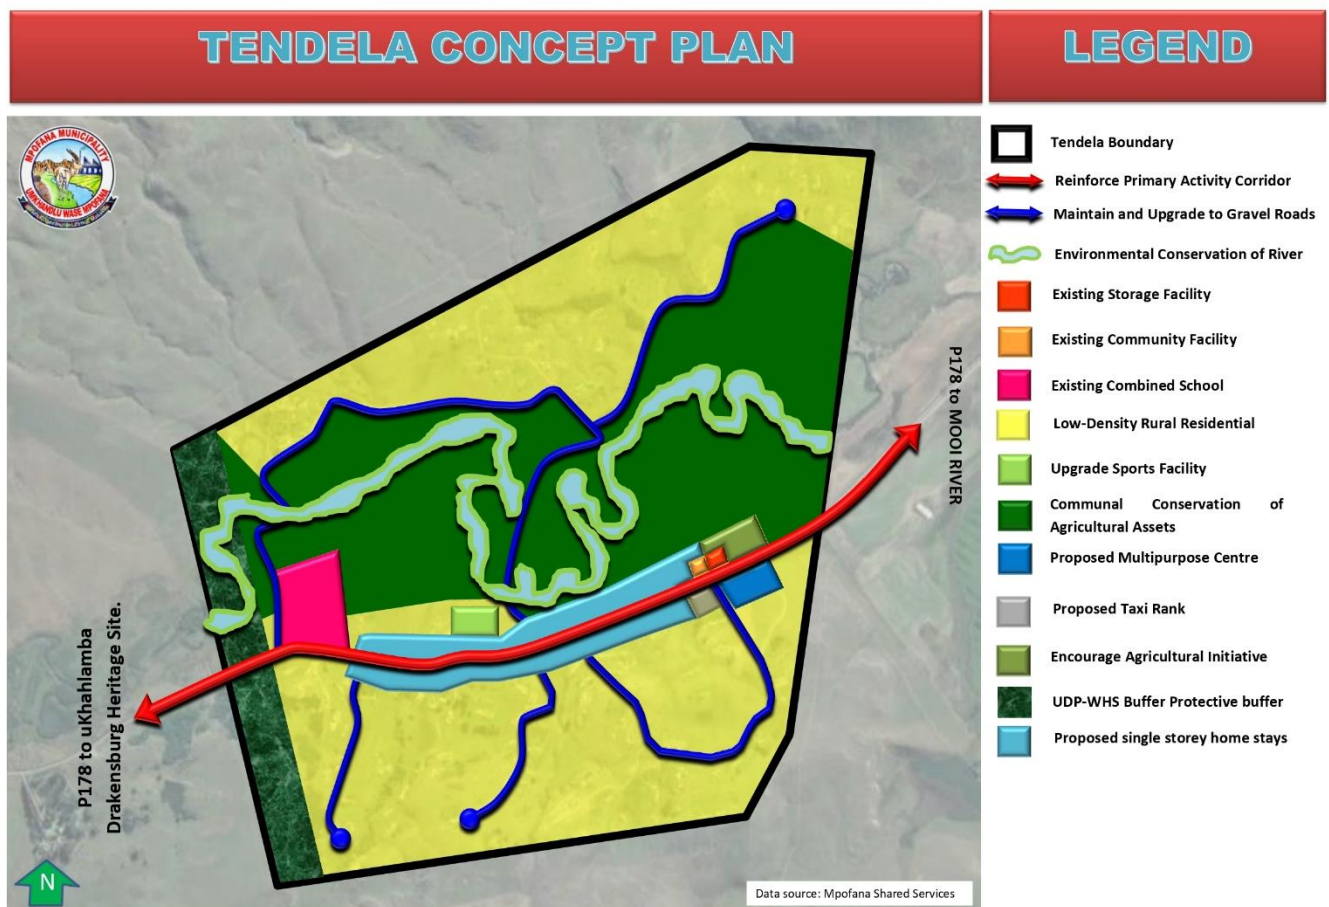 TENDELA CONCEPT PLAN
LEGEND
MPOFANA MUNICIPALITY
UMKHANDLU WASE MPOFANA
Tendela Boundary
Reinforce Primary Activity Corridor
Maintain and Upgrade to Gravel Roads
Environmental Conservation of River
Existing Storage Facility
Existing Community Facility
Existing Combined School
Low-Density Rural Residential
Upgrade Sports Facility
Communal Conservation of
Agricultural Assets
Proposed Multipurpose Centre
Proposed Taxi Rank
Encourage Agricultural Initiative
UDP-WHS Buffer Protective buffer
Proposed single storey home stays
P178 to MOOI RIVER
P178 to uKhahlamba
Drakensburg Heritage Site.
N
Data source: Mpofana Shared Services